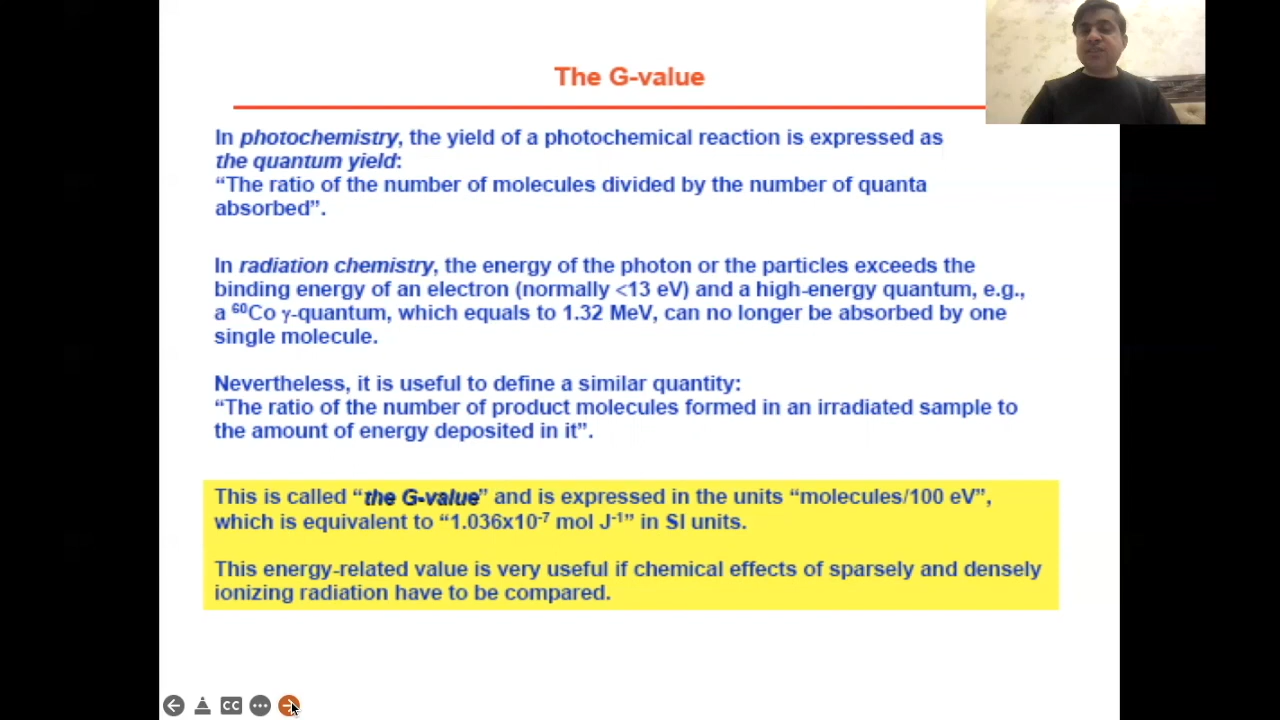 The G-value
In photochemistry, the yield of a photochemical reaction is expressed as
the quantum yield:
“The ratio of the number of molecules divided by the number of quanta
absorbed”.
In radiation chemistry, the energy of the photon or the particles exceeds the
binding energy of an electron (normally <13 eV) and a high-energy quantum, e.g.,
a ⁶⁰Co γ-quantum, which equals to 1.32 MeV, can no longer be absorbed by one
single molecule.
Nevertheless, it is useful to define a similar quantity:
“The ratio of the number of product molecules formed in an irradiated sample to
the amount of energy deposited in it”.
This is called “the G-value” and is expressed in the units “molecules/100 eV”,
which is equivalent to “1.036x10⁻⁷ mol J⁻¹” in SI units.
This energy-related value is very useful if chemical effects of sparsely and densely
ionizing radiation have to be compared.
CC